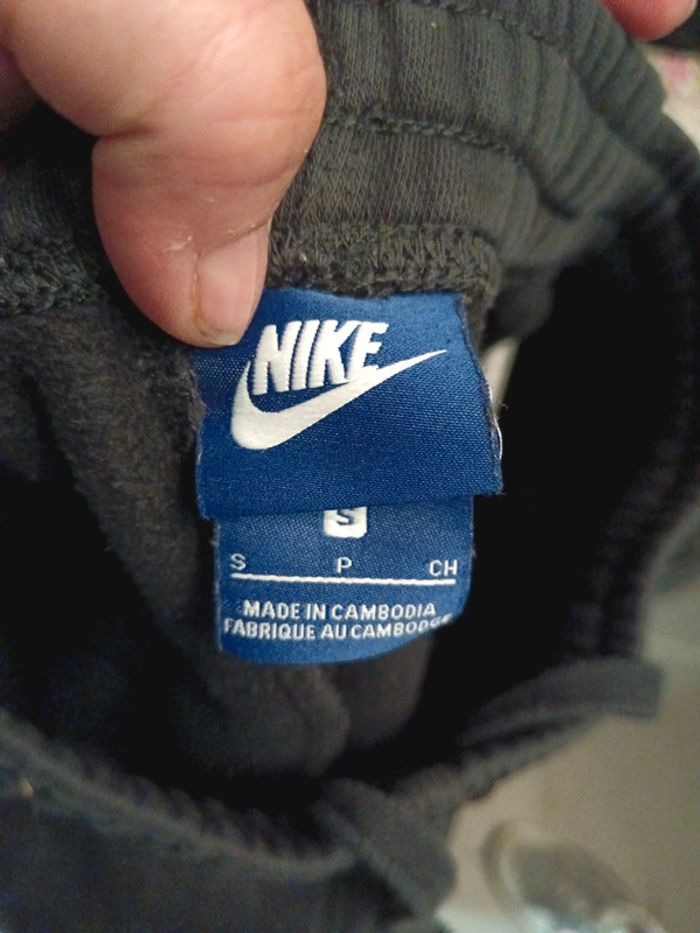 NIKE
S
S P CH
MADE IN CAMBODIA
FABRIQUE AU CAMBODGE